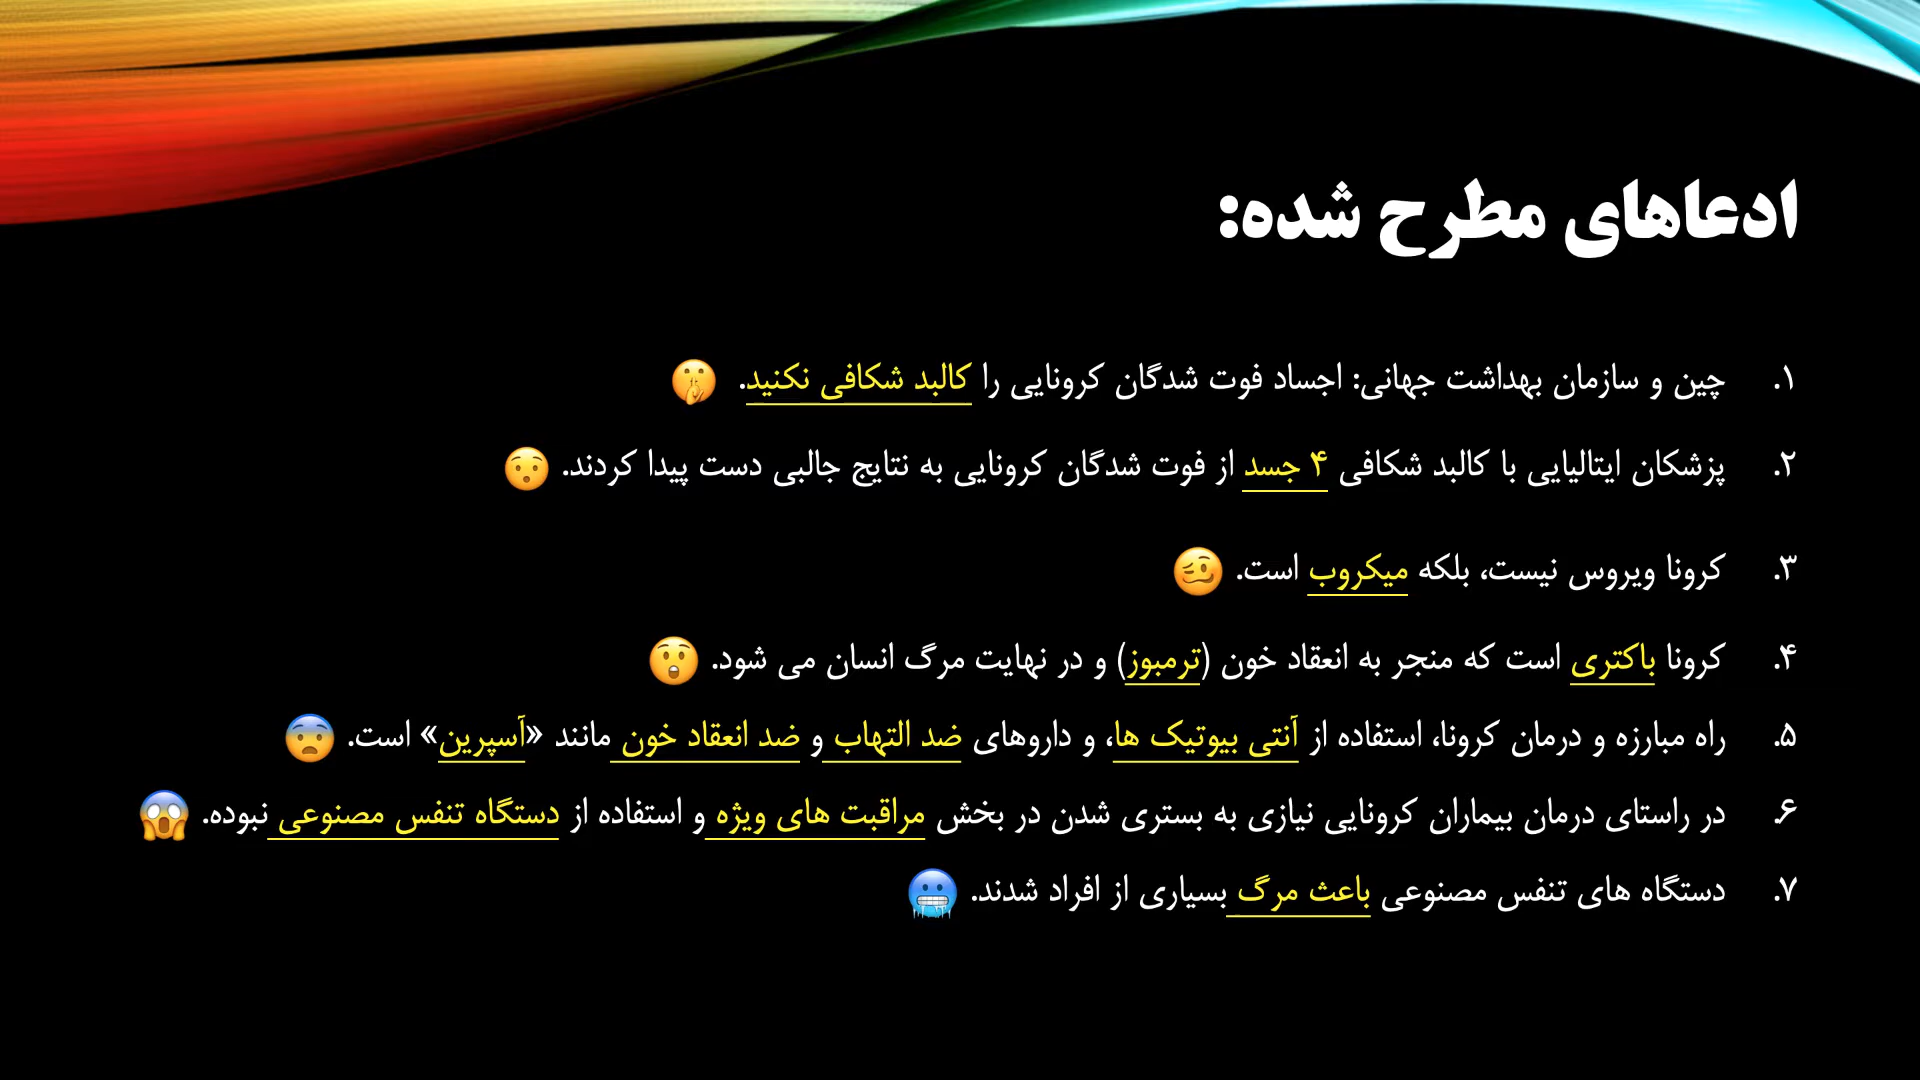 ادعاهای مطرح شده:
۱. چین و سازمان بهداشت جهانی: اجساد فوت شدگان کرونایی را کالبد شکافی نکنید. 🤫
۲. پزشکان ایتالیایی با کالبد شکافی ۴ جسد از فوت شدگان کرونایی به نتایج جالبی دست پیدا کردند. 😯
۳. کرونا ویروس نیست، بلکه میکروب است. 🥴
۴. کرونا باکتری است که منجر به انعقاد خون (ترمبوز) و در نهایت مرگ انسان می شود. 😲
۵. راه مبارزه و درمان کرونا، استفاده از آنتی بیوتیک ها، و داروهای ضد التهاب و ضد انعقاد خون مانند «آسپرین» است. 😨
۶. در راستای درمان بیماران کرونایی نیازی به بستری شدن در بخش مراقبت های ویژه و استفاده از دستگاه تنفس مصنوعی نبوده. 😱
۷. دستگاه های تنفس مصنوعی باعث مرگ بسیاری از افراد شدند. 🥶